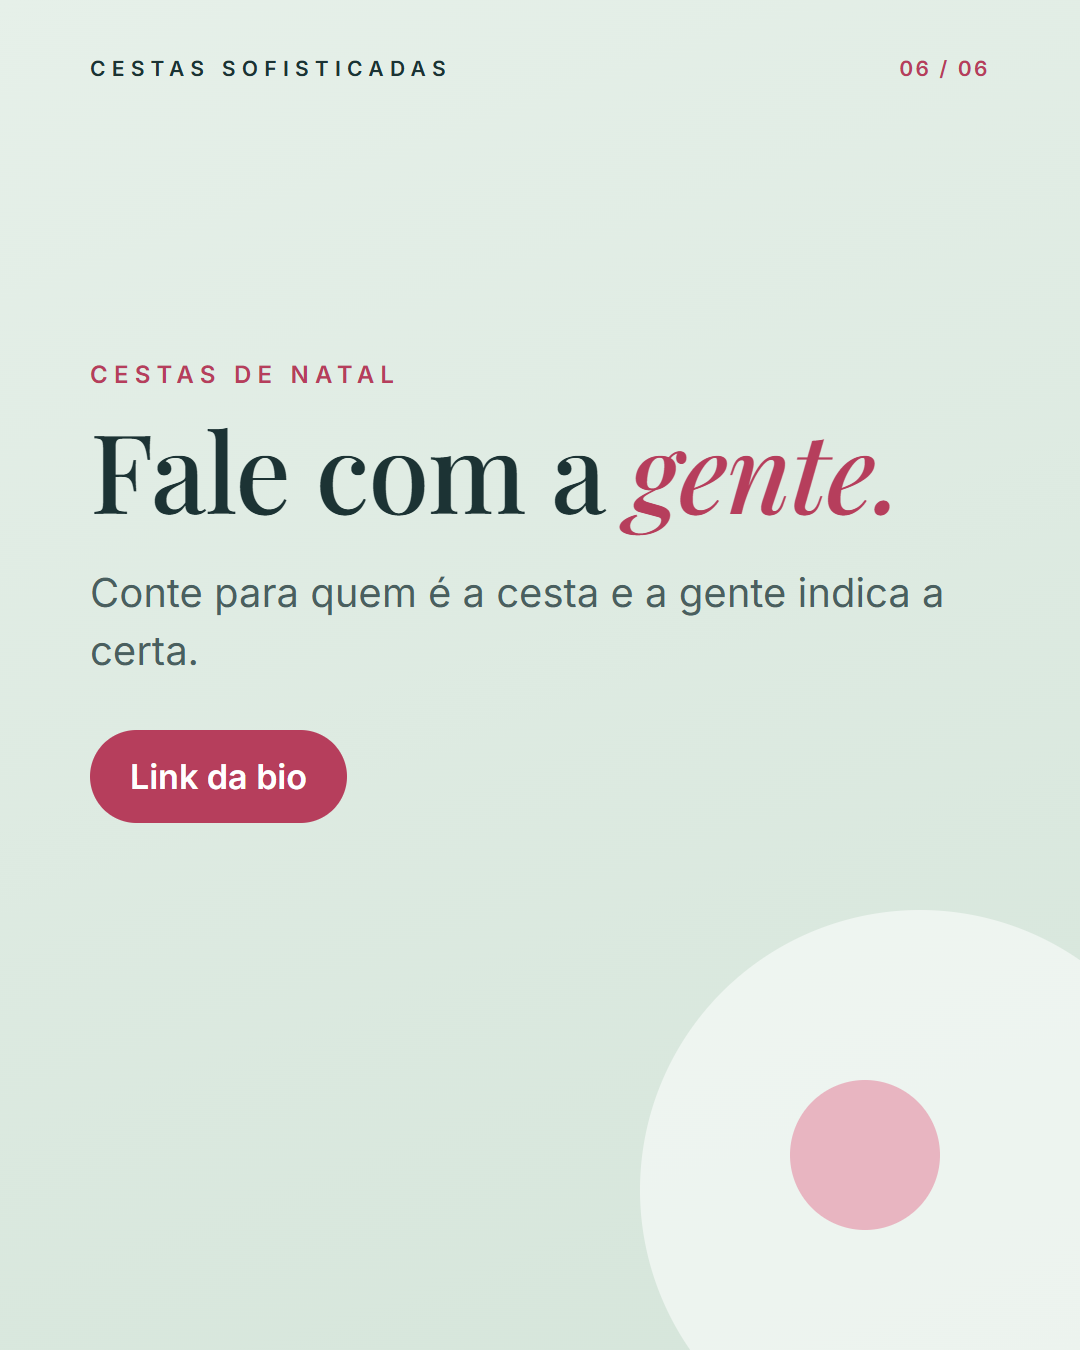 CESTAS SOFISTICADAS
06 / 06
CESTAS DE NATAL
Fale com a gente.
Conte para quem é a cesta e a gente indica a
certa.
Link da bio